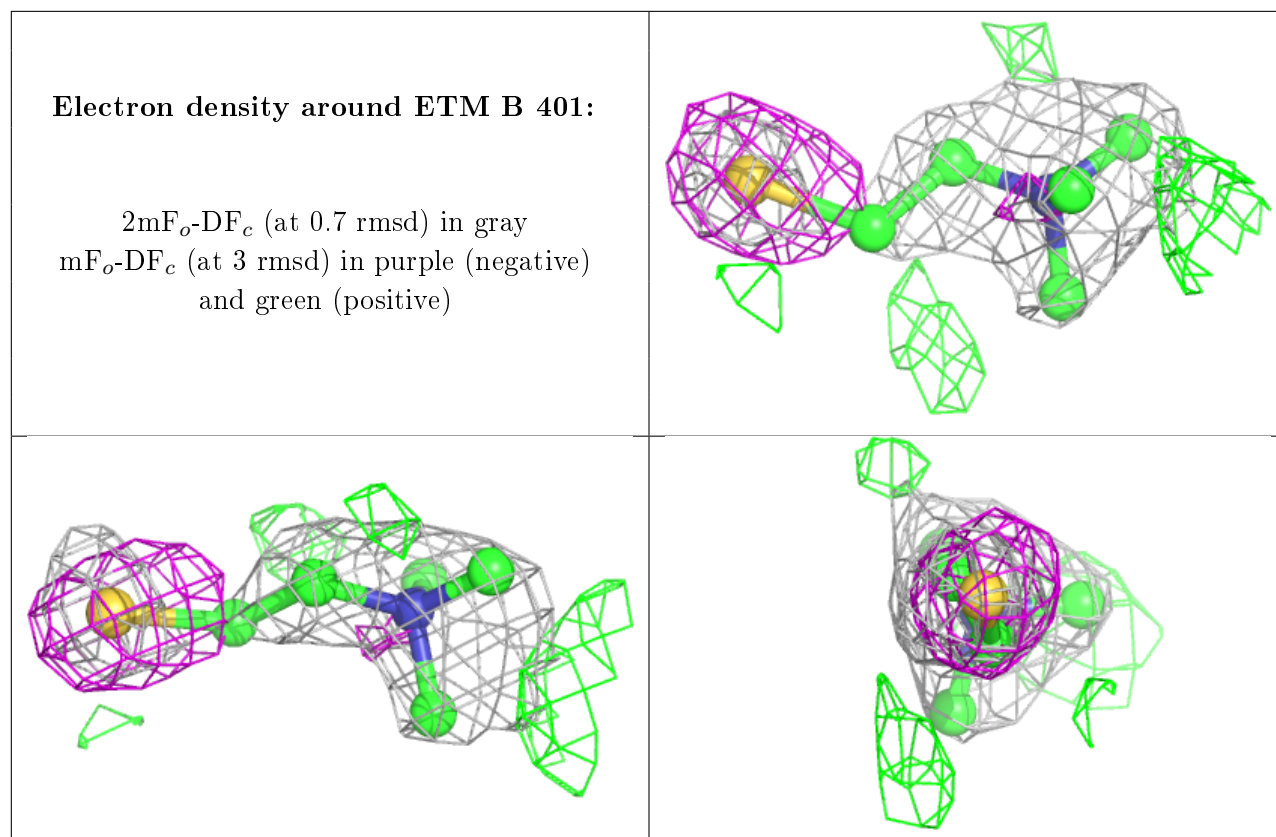 Electron density around ETM B 401:
2mFₒ-DF𝒸 (at 0.7 rmsd) in gray
mFₒ-DF𝒸 (at 3 rmsd) in purple (negative)
and green (positive)